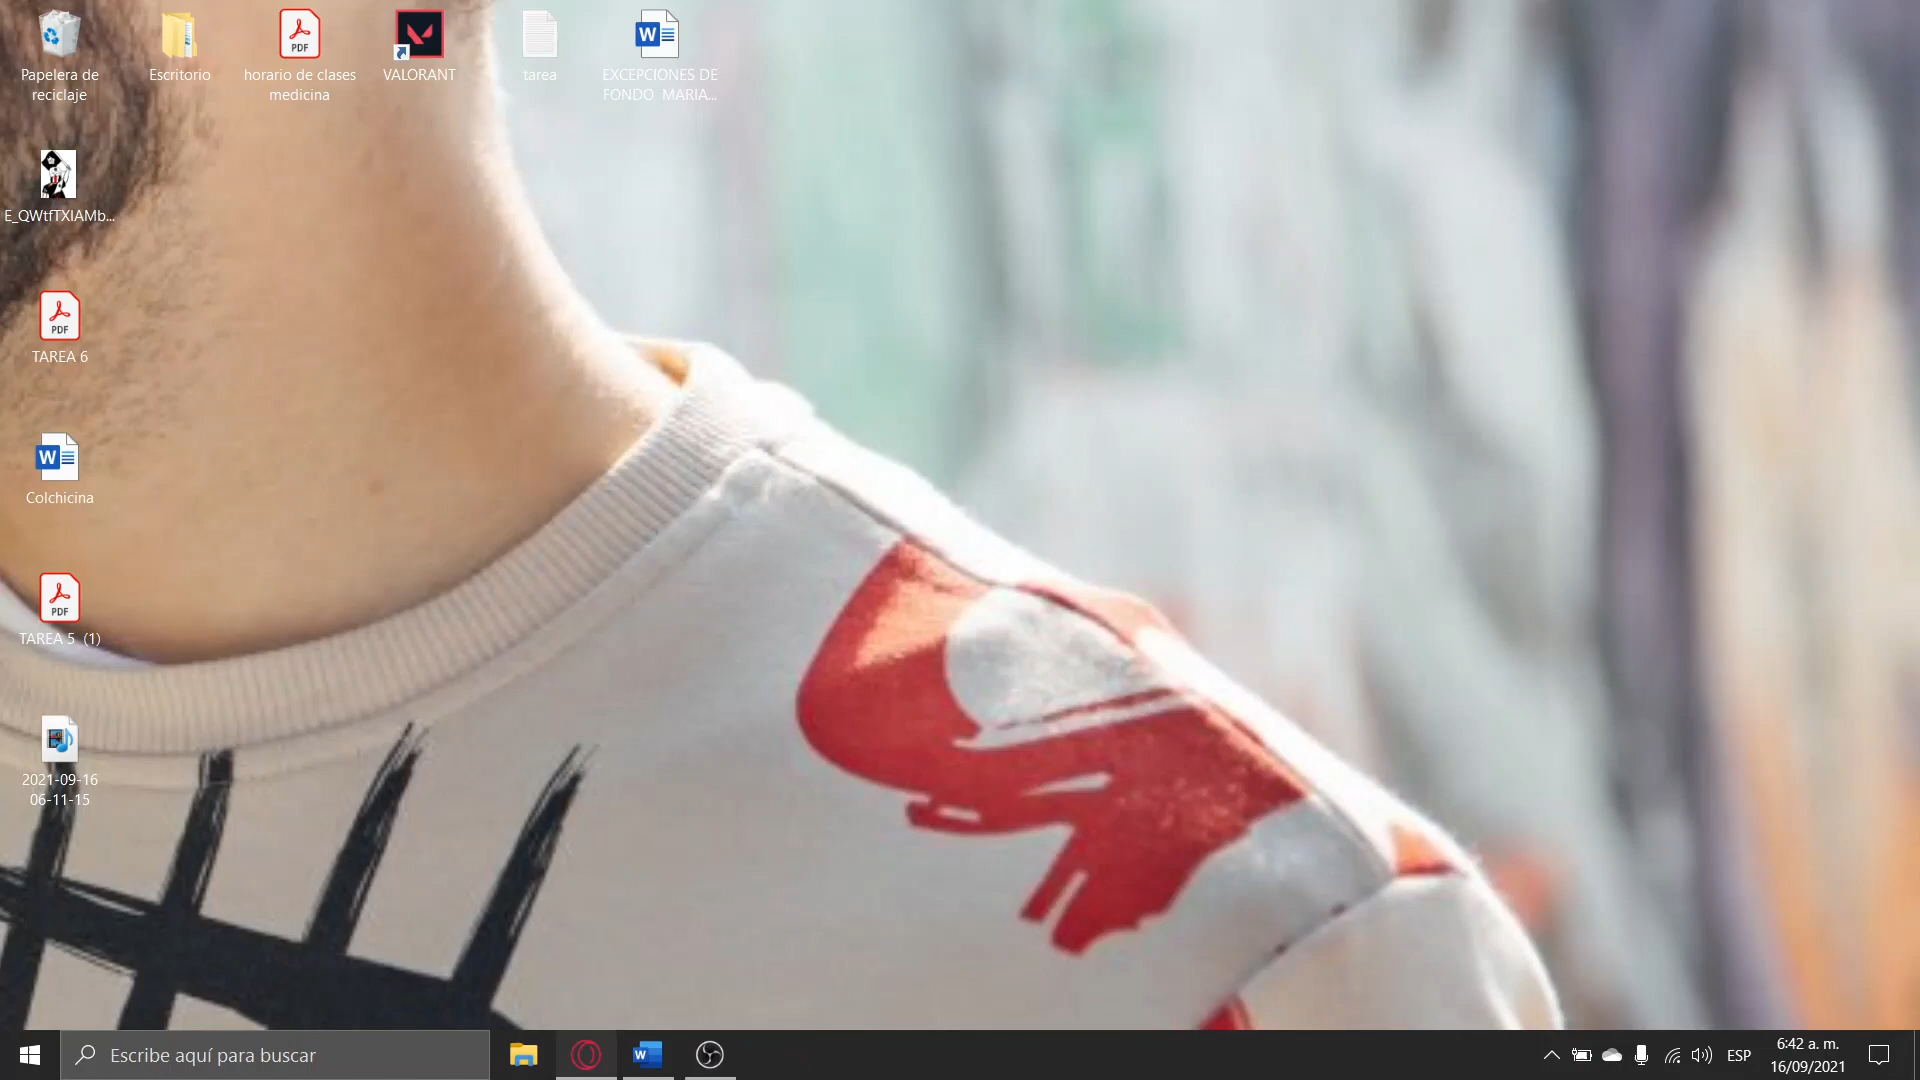 Papelera de
reciclaje
Escritorio
PDF
horario de clases
medicina
VALORANT
tarea
W
EXCEPCIONES DE
FONDO MARIA...
E_QWtfTXIAMb...
PDF
TAREA 6
W
Colchicina
PDF
TAREA 5 (1)
2021-09-16
06-11-15
Escribe aquí para buscar
W
ESP
6:42 a. m.
16/09/2021